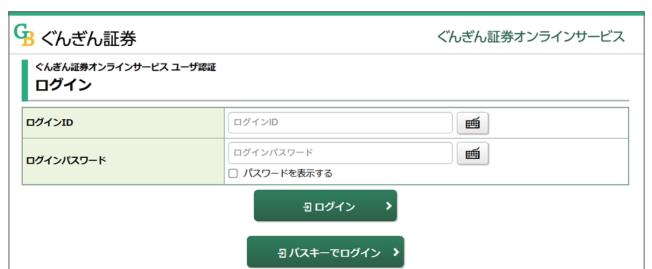 GB ぐんぎん証券
ぐんぎん証券オンラインサービス
ぐんぎん証券オンラインサービス ユーザ認証
ログイン
ログインID
ログインID
ログインパスワード
ログインパスワード
パスワードを表示する
ログイン
パスキーでログイン